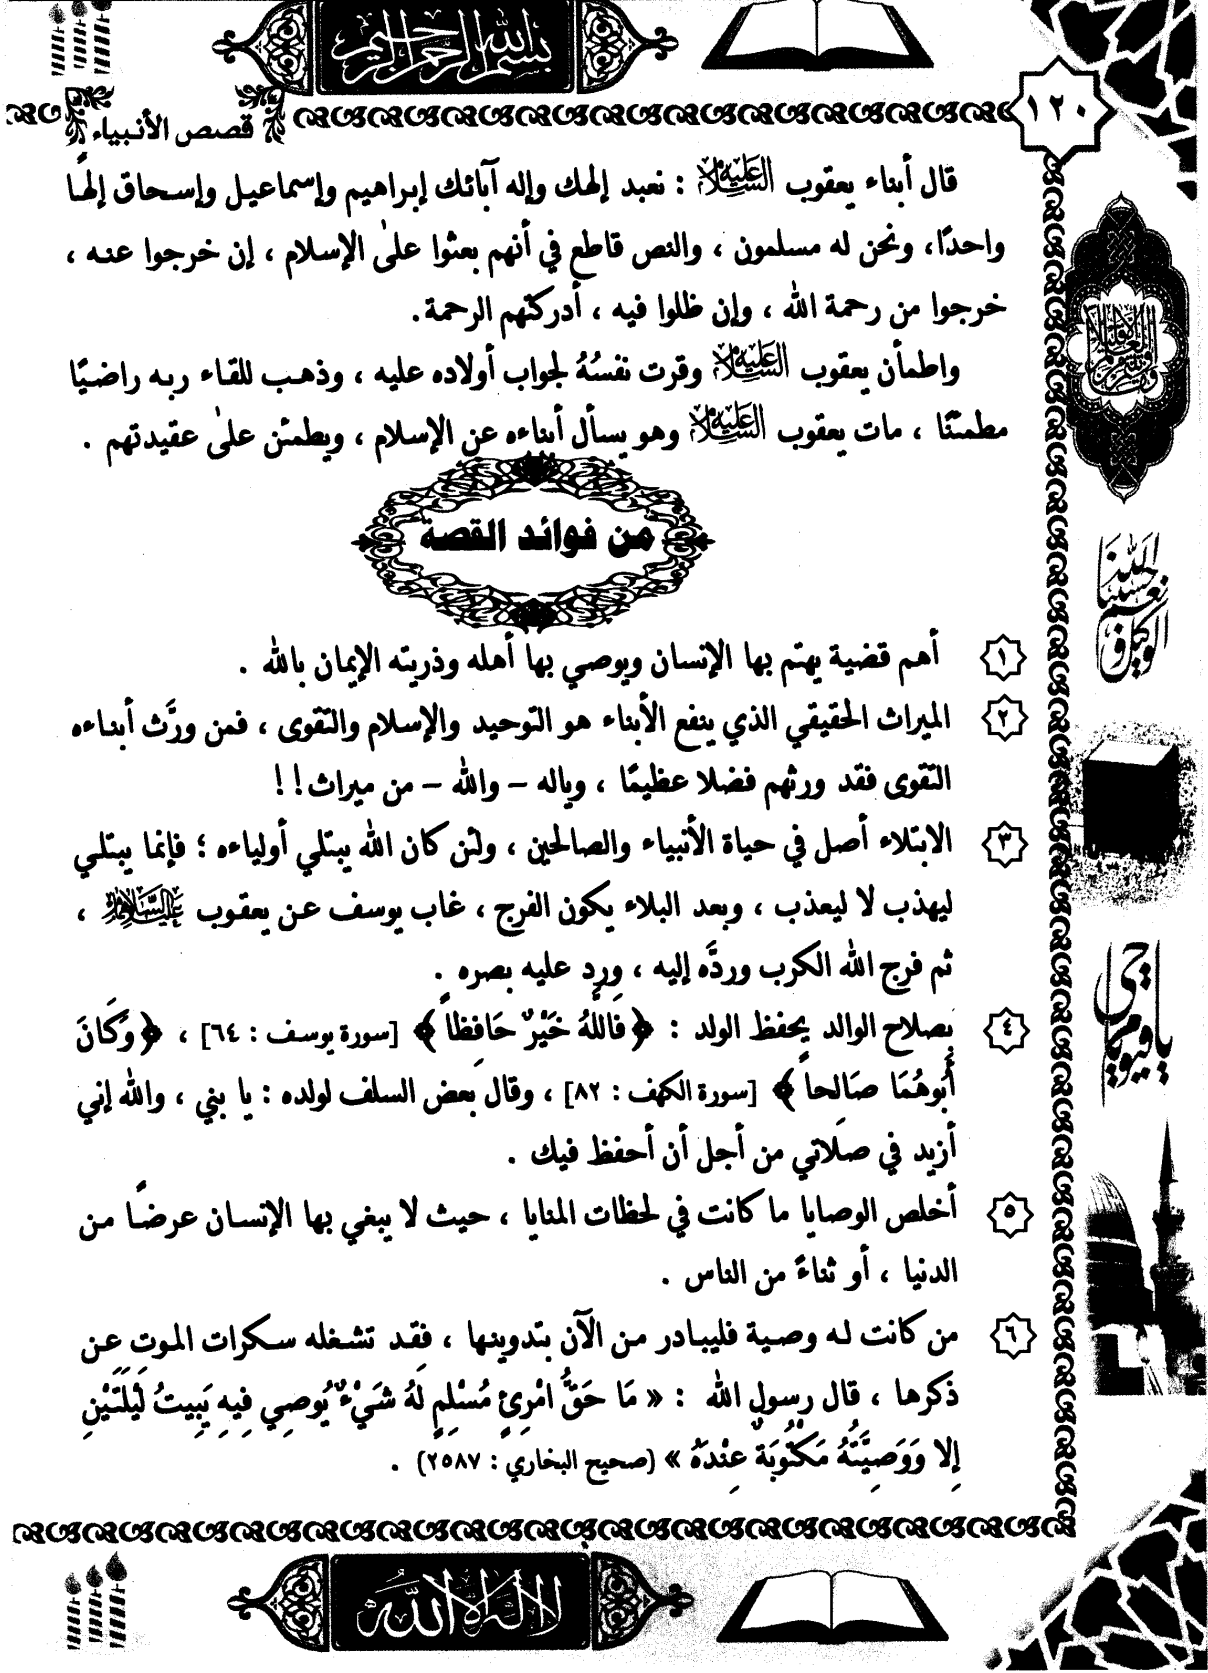 بسم الله الرحمن الرحيم
١٢٠
قصص الأنبياء
قال أبناء يعقوب عليه السلام : نعبد إلهك وإله آبائك إبراهيم وإسماعيل وإسحاق إلهًا
واحدًا، ونحن له مسلمون ، والنص قاطع في أنهم بعثوا على الإسلام ، إن خرجوا عنه ،
خرجوا من رحمة الله ، وإن ظلوا فيه ، أدركتهم الرحمة.
واطمأن يعقوب عليه السلام وقرت نفسُهُ لجواب أولاده عليه ، وذهب للقاء ربه راضيًا
مطمئنًا ، مات يعقوب عليه السلام وهو يسأل أبناءه عن الإسلام ، ويطمئن على عقيدتهم .
من فوائد القصة
١ أهم قضية يهتم بها الإنسان ويوصي بها أهله وذريته الإيمان بالله .
٢ الميراث الحقيقي الذي ينفع الأبناء هو التوحيد والإسلام والتقوى ، فمن ورَّث أبناءه
التقوى فقد ورثهم فضلا عظيمًا ، وياله – والله – من ميراث!!
٣ الابتلاء أصل في حياة الأنبياء والصالحين ، ولئن كان الله يبتلي أولياءه ؛ فإنما يبتلي
ليهذب لا ليعذب ، وبعد البلاء يكون الفرج ، غاب يوسف عن يعقوب عليه السلام ،
ثم فرج الله الكرب وردَّه إليه ، ورد عليه بصره .
٤ بصلاح الوالد يحفظ الولد : ﴿ فَاللَّهُ خَيْرٌ حَافِظاً ﴾ [سورة يوسف : ٦٤] ، ﴿ وَكَانَ
أَبُوهُمَا صَالِحاً ﴾ [سورة الكهف : ٨٢] ، وقال بعض السلف لولده : يا بني ، والله إني
أزيد في صلاتي من أجل أن أحفظ فيك .
٥ أخلص الوصايا ما كانت في لحظات المنايا ، حيث لا يبغي بها الإنسان عرضًا من
الدنيا ، أو ثناءً من الناس .
٦ من كانت له وصية فليبادر من الآن بتدوينها ، فقد تشغله سكرات الموت عن
ذكرها ، قال رسول الله : « مَا حَقُّ امْرِئٍ مُسْلِمٍ لَهُ شَيْءٌ يُوصِي فِيهِ يَبِيتُ لَيْلَتَيْنِ
إِلا وَوَصِيَّتُهُ مَكْتُوبَةٌ عِنْدَهُ » (صحيح البخاري : ٢٥٨٧) .
حسبنا الله ونعم الوكيل
يا حي يا قيوم
لا إله إلا الله